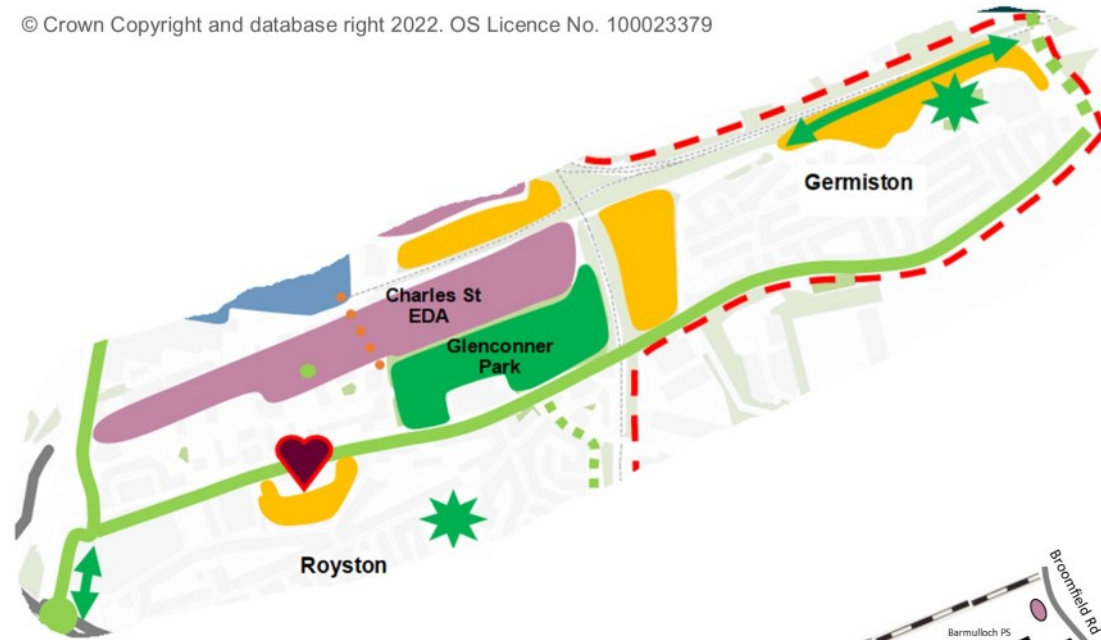 © Crown Copyright and database right 2022. OS Licence No. 100023379
Germiston
Charles St
EDA
Glenconner
Park
Royston
Broomfield Rd
Barmulloch PS